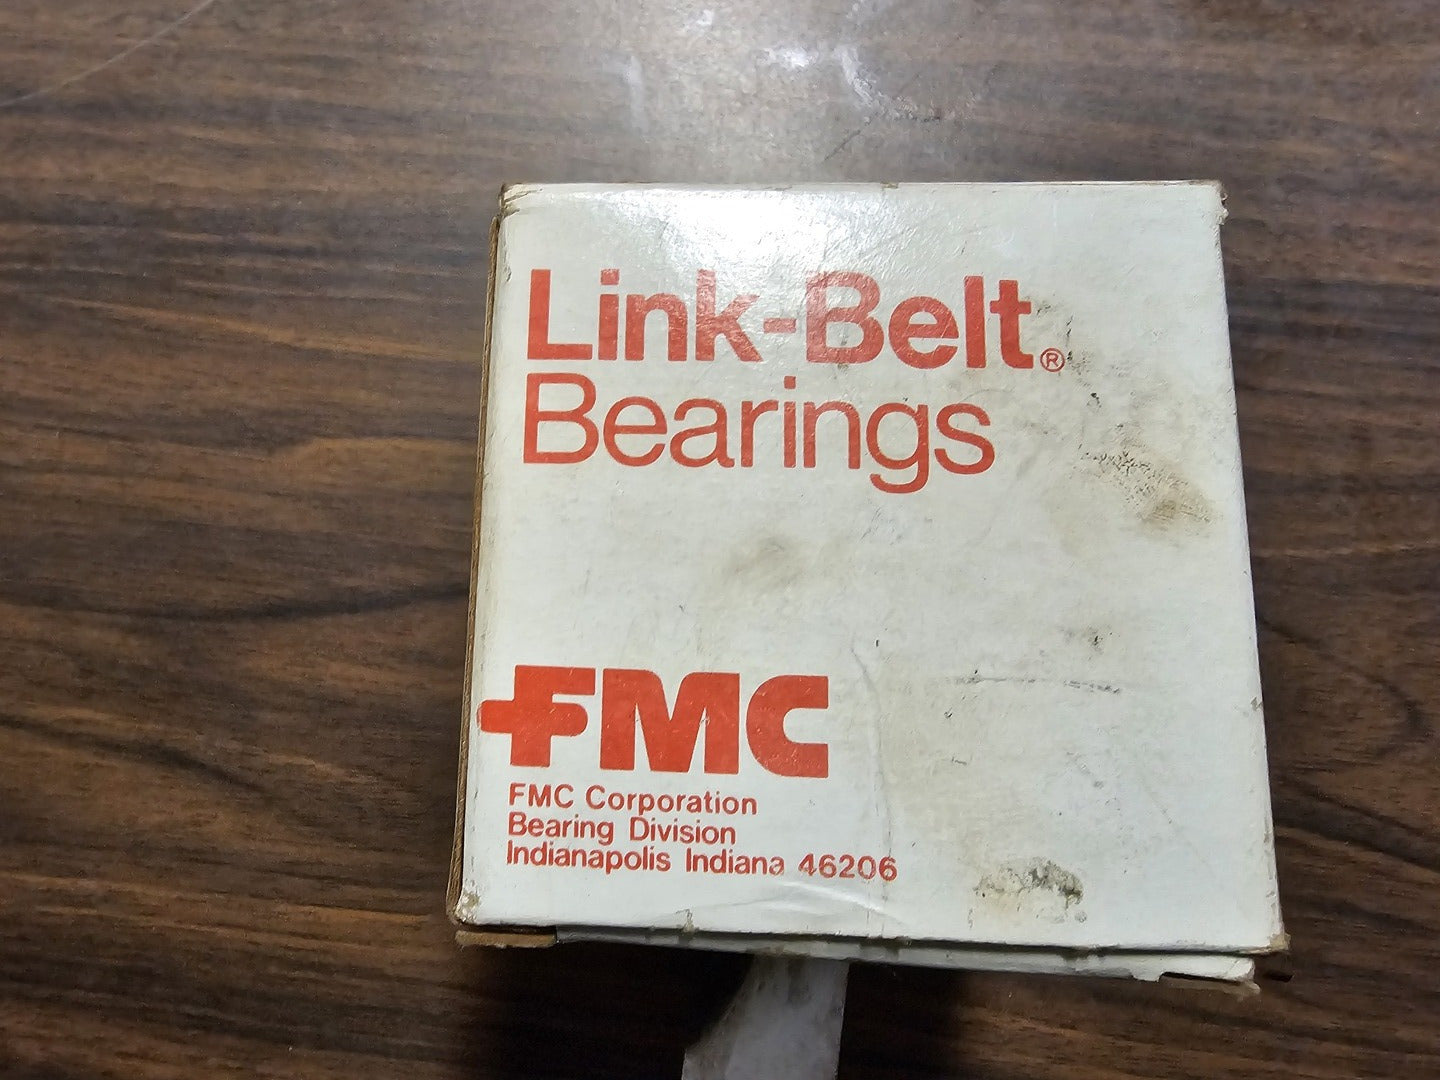 Link-Belt®
Bearings
FMC
FMC Corporation
Bearing Division
Indianapolis Indiana 46206